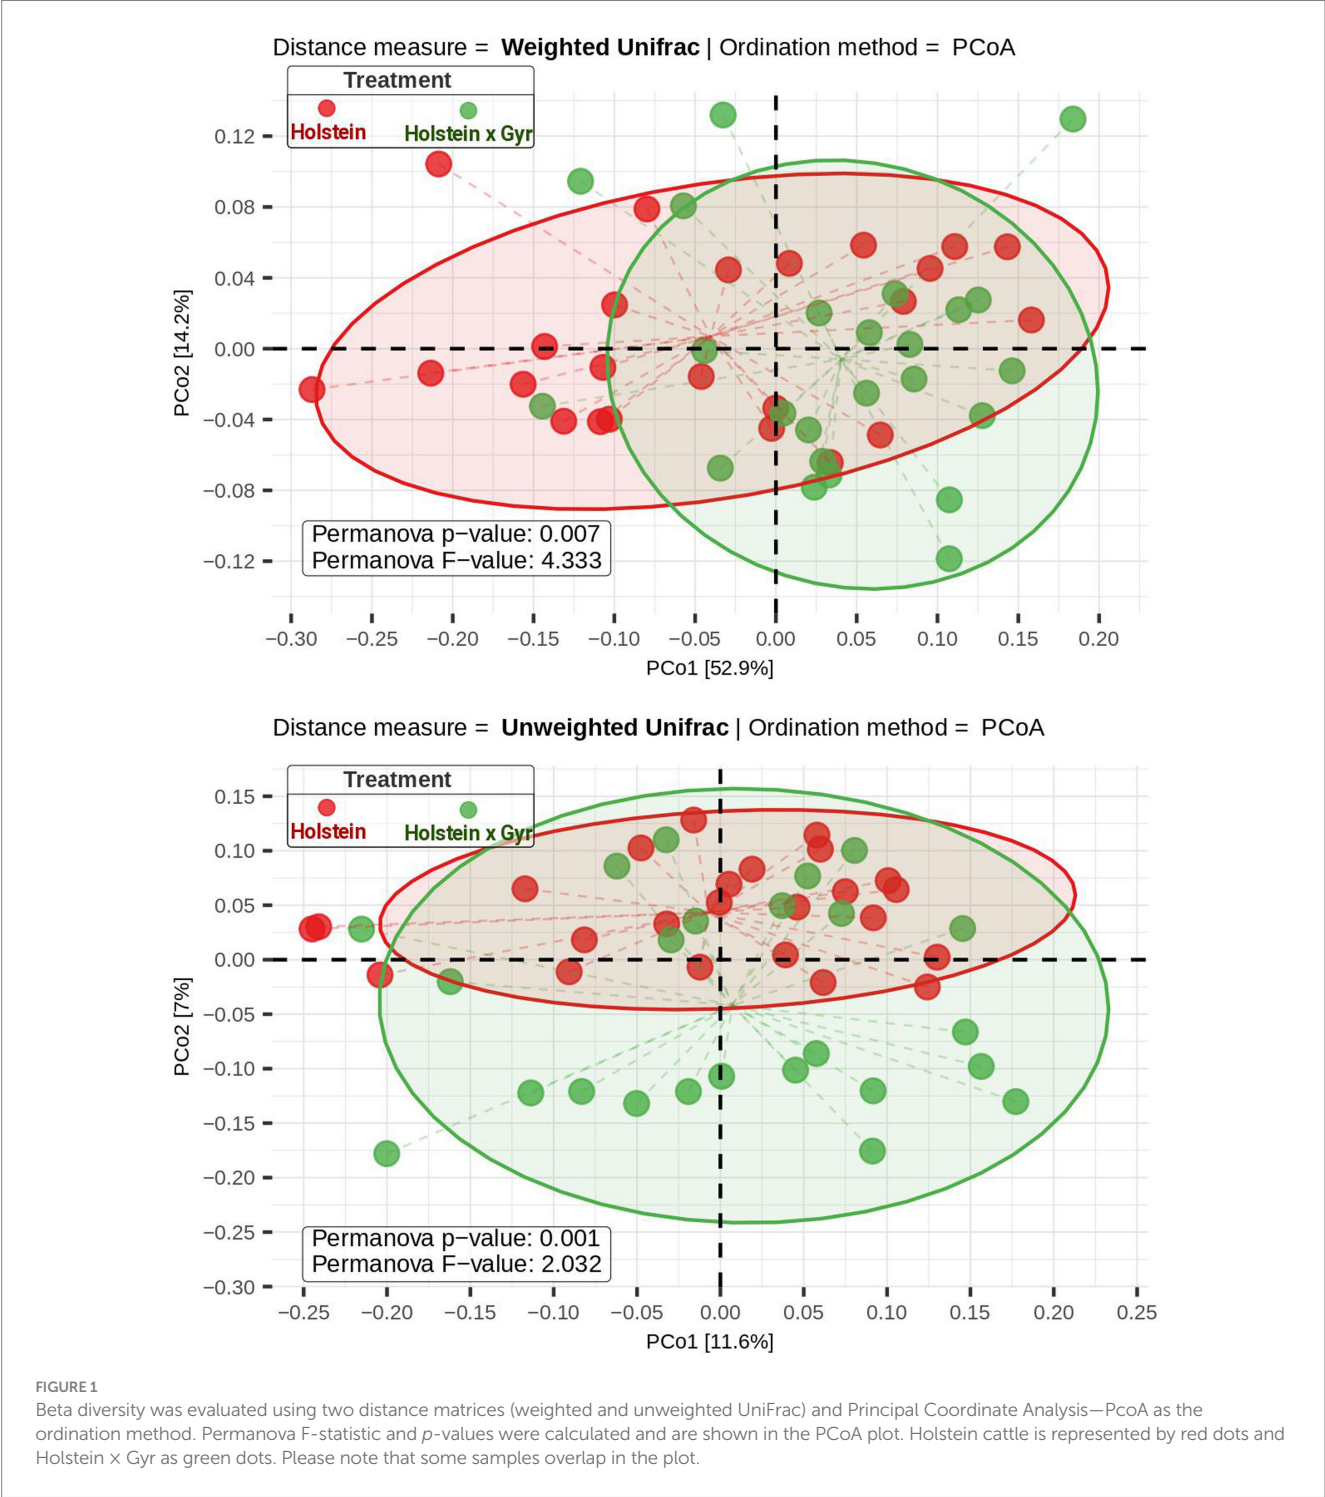 Distance measure = Weighted Unifrac | Ordination method = PCoA
Treatment
Holstein Holstein x Gyr
0.12
0.08
0.04
0.00
−0.04
−0.08
−0.12
PCo2 [14.2%]
Permanova p−value: 0.007
Permanova F−value: 4.333
−0.30 −0.25 −0.20 −0.15 −0.10 −0.05 0.00 0.05 0.10 0.15 0.20
PCo1 [52.9%]
Distance measure = Unweighted Unifrac | Ordination method = PCoA
Treatment
Holstein Holstein x Gyr
0.15
0.10
0.05
0.00
−0.05
−0.10
−0.15
−0.20
−0.25
−0.30
PCo2 [7%]
Permanova p−value: 0.001
Permanova F−value: 2.032
−0.25 −0.20 −0.15 −0.10 −0.05 0.00 0.05 0.10 0.15 0.20 0.25
PCo1 [11.6%]
FIGURE 1
Beta diversity was evaluated using two distance matrices (weighted and unweighted UniFrac) and Principal Coordinate Analysis—PCoA as the
ordination method. Permanova F-statistic and p-values were calculated and are shown in the PCoA plot. Holstein cattle is represented by red dots and
Holstein × Gyr as green dots. Please note that some samples overlap in the plot.